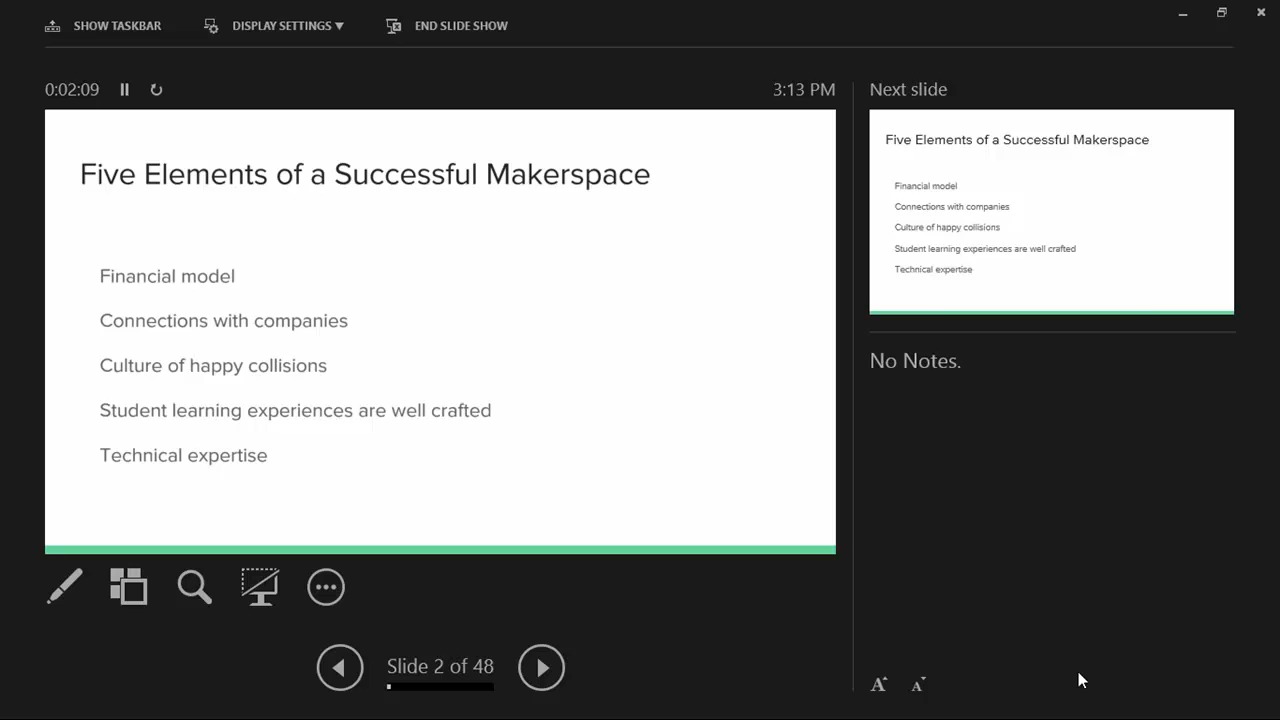 SHOW TASKBAR
DISPLAY SETTINGS ▼
END SLIDE SHOW
0:02:09
3:13 PM
Five Elements of a Successful Makerspace
Financial model
Connections with companies
Culture of happy collisions
Student learning experiences are well crafted
Technical expertise
Slide 2 of 48
Next slide
Five Elements of a Successful Makerspace
Financial model
Connections with companies
Culture of happy collisions
Student learning experiences are well crafted
Technical expertise
No Notes.
A A